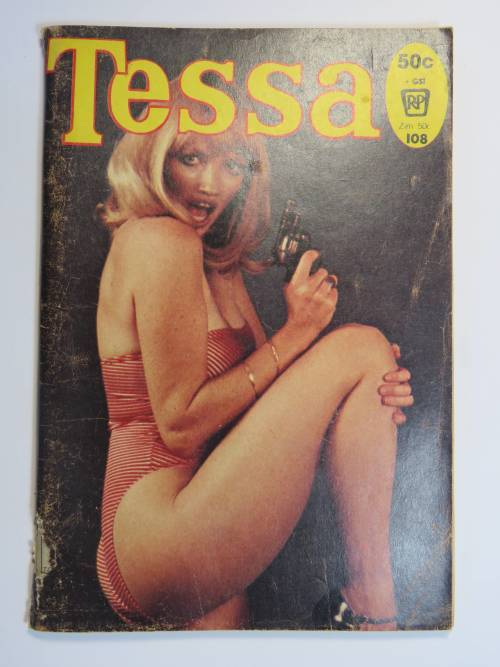 Tessa
50c
+ GST
RP
Zim. 50c
108